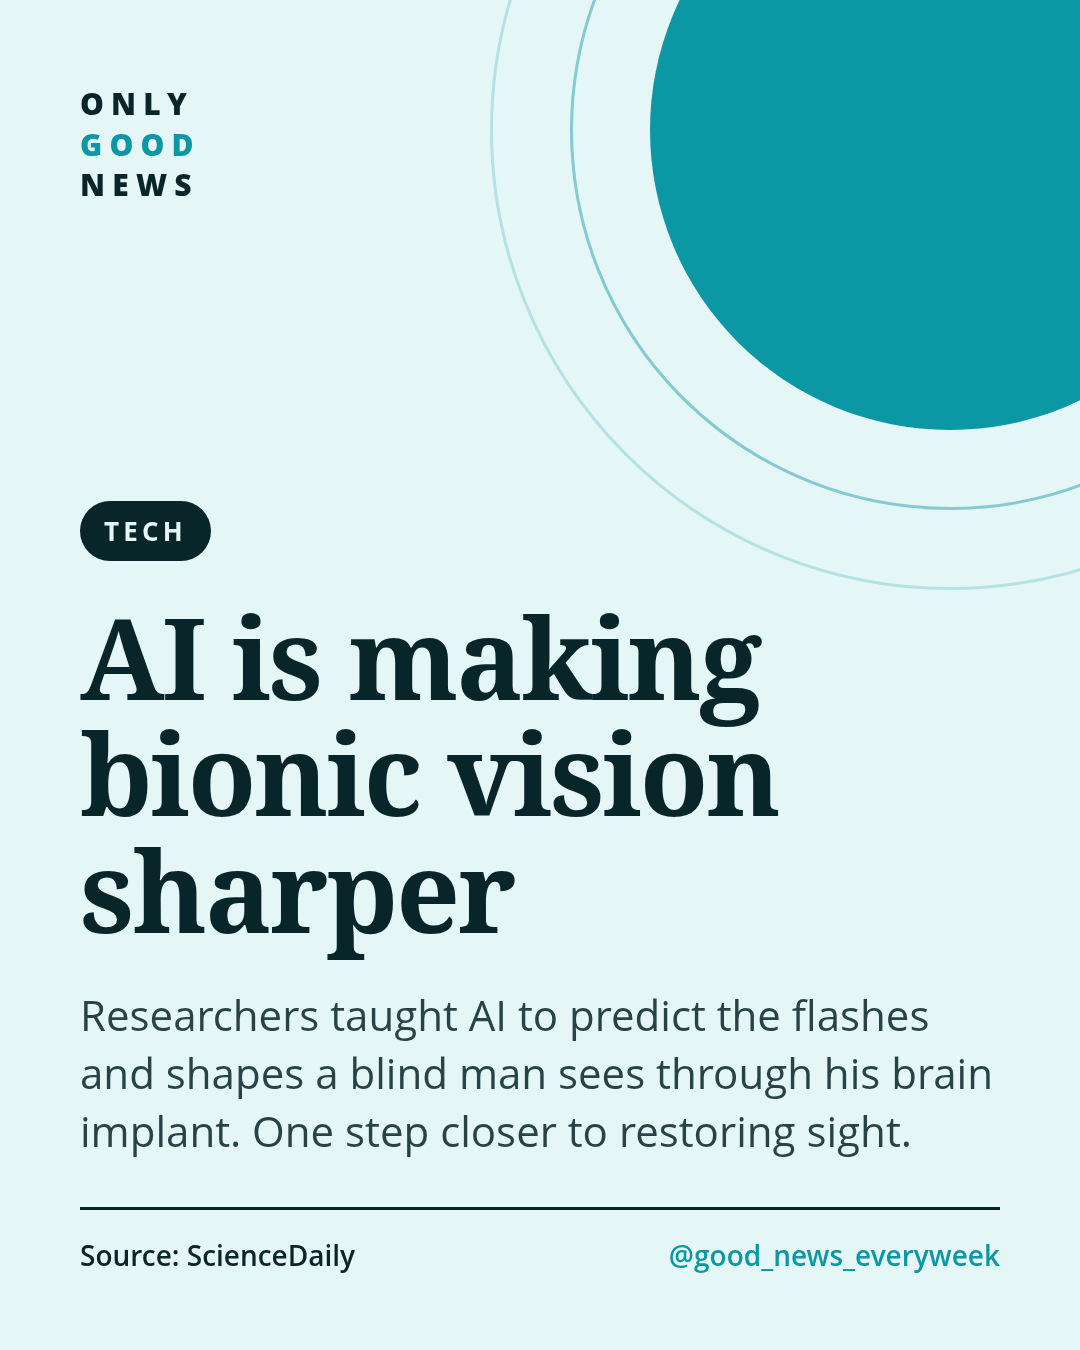 ONLY
GOOD
NEWS
TECH
AI is making
bionic vision
sharper
Researchers taught AI to predict the flashes
and shapes a blind man sees through his brain
implant. One step closer to restoring sight.
Source: ScienceDaily
@good_news_everyweek